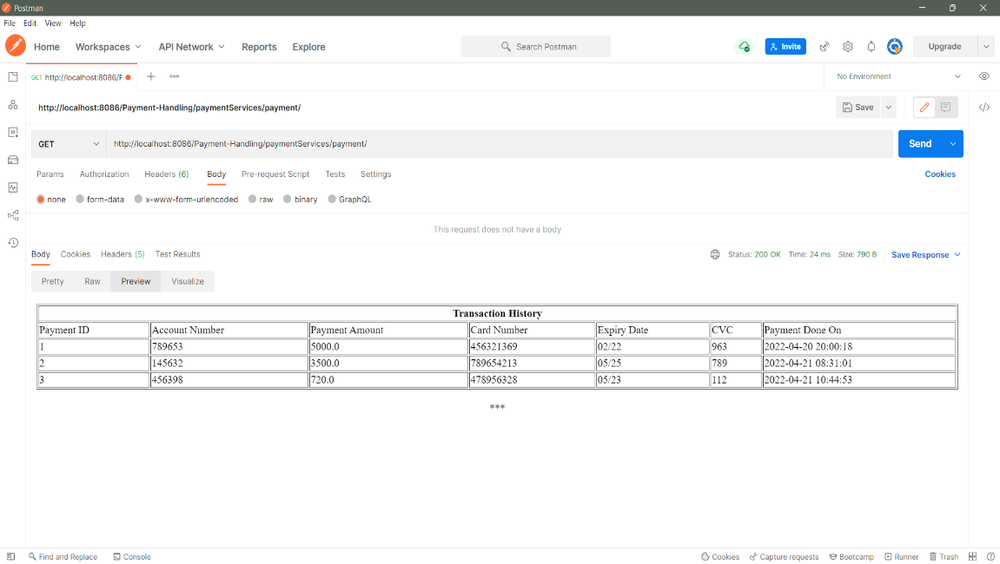 Postman
File Edit View Help
Home Workspaces API Network Reports Explore Search Postman Invite Upgrade
GET http://localhost:8086/F No Environment
http://localhost:8086/Payment-Handling/paymentServices/payment/ Save
GET http://localhost:8086/Payment-Handling/paymentServices/payment/ Send
Params Authorization Headers (6) Body Pre-request Script Tests Settings Cookies
none form-data x-www-form-urlencoded raw binary GraphQL
This request does not have a body
Body Cookies Headers (5) Test Results Status: 200 OK Time: 24 ms Size: 790 B Save Response
Pretty Raw Preview Visualize
Transaction History
Payment ID Account Number Payment Amount Card Number Expiry Date CVC Payment Done On
1 789653 5000.0 456321369 02/22 963 2022-04-20 20:00:18
2 145632 3500.0 789654213 05/25 789 2022-04-21 08:31:01
3 456398 720.0 478956328 05/23 112 2022-04-21 10:44:53
***
Find and Replace Console Cookies Capture requests Bootcamp Runner Trash